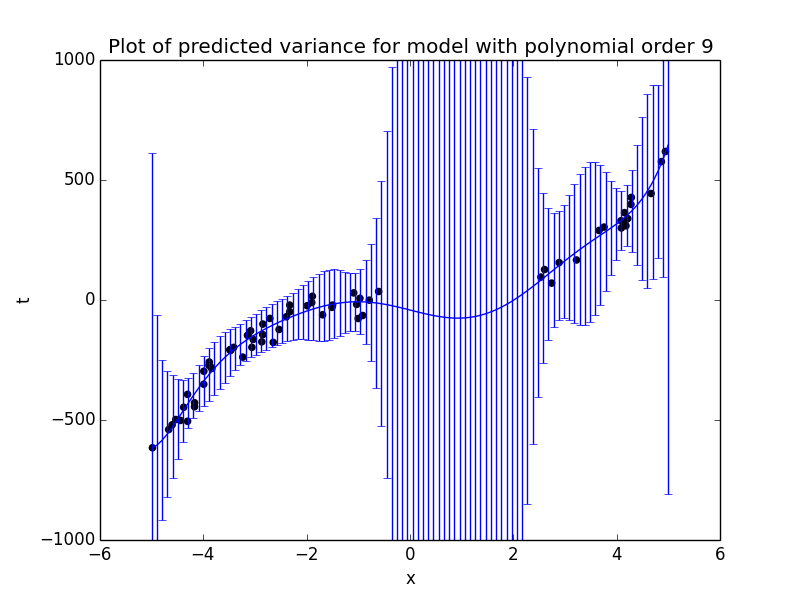 Plot of predicted variance for model with polynomial order 9
1000
500
0
−500
−1000
t
−6 −4 −2 0 2 4 6
x